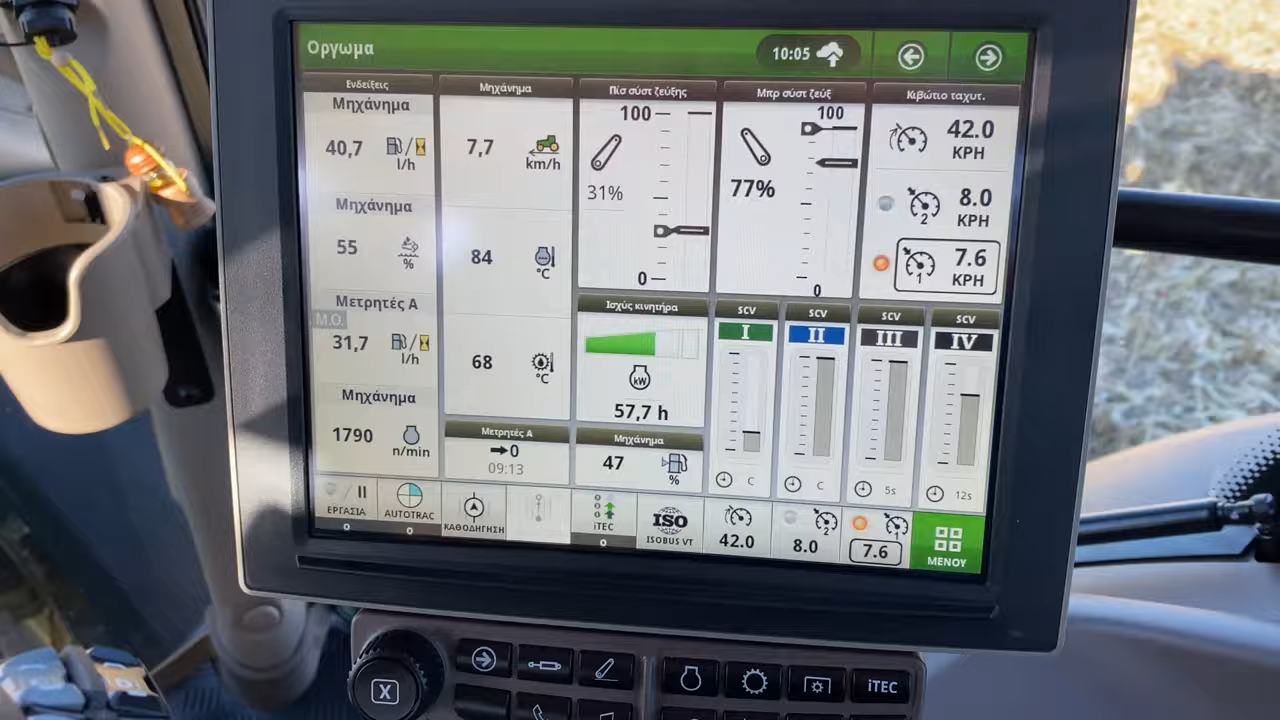 Οργωμα
10:05
Ενδείξεις
Μηχάνημα
40,7
l/h
Μηχάνημα
55
%
Μετρητές A
Μ.Ο.
31,7
l/h
Μηχάνημα
1790
n/min
Μηχάνημα
7,7
km/h
84
°C
68
°C
Μετρητές A
0
09:13
Πίσ σύστ ζεύξης
100
31%
0
Μπρ σύστ ζεύξ
100
77%
0
Κιβώτιο ταχυτ.
42.0
KPH
2
8.0
KPH
1
7.6
KPH
Ισχύς κινητήρα
kW
57,7 h
Μηχάνημα
47
%
SCV
I
C
SCV
II
C
SCV
III
5s
SCV
IV
12s
ΕΡΓΑΣΙΑ
0
AUTOTRAC
0
ΚΑΘΟΔΗΓΗΣΗ
iTEC
0
ISO
ISOBUS VT
42.0
2
8.0
1
7.6
ΜΕΝΟΥ
X
iTEC